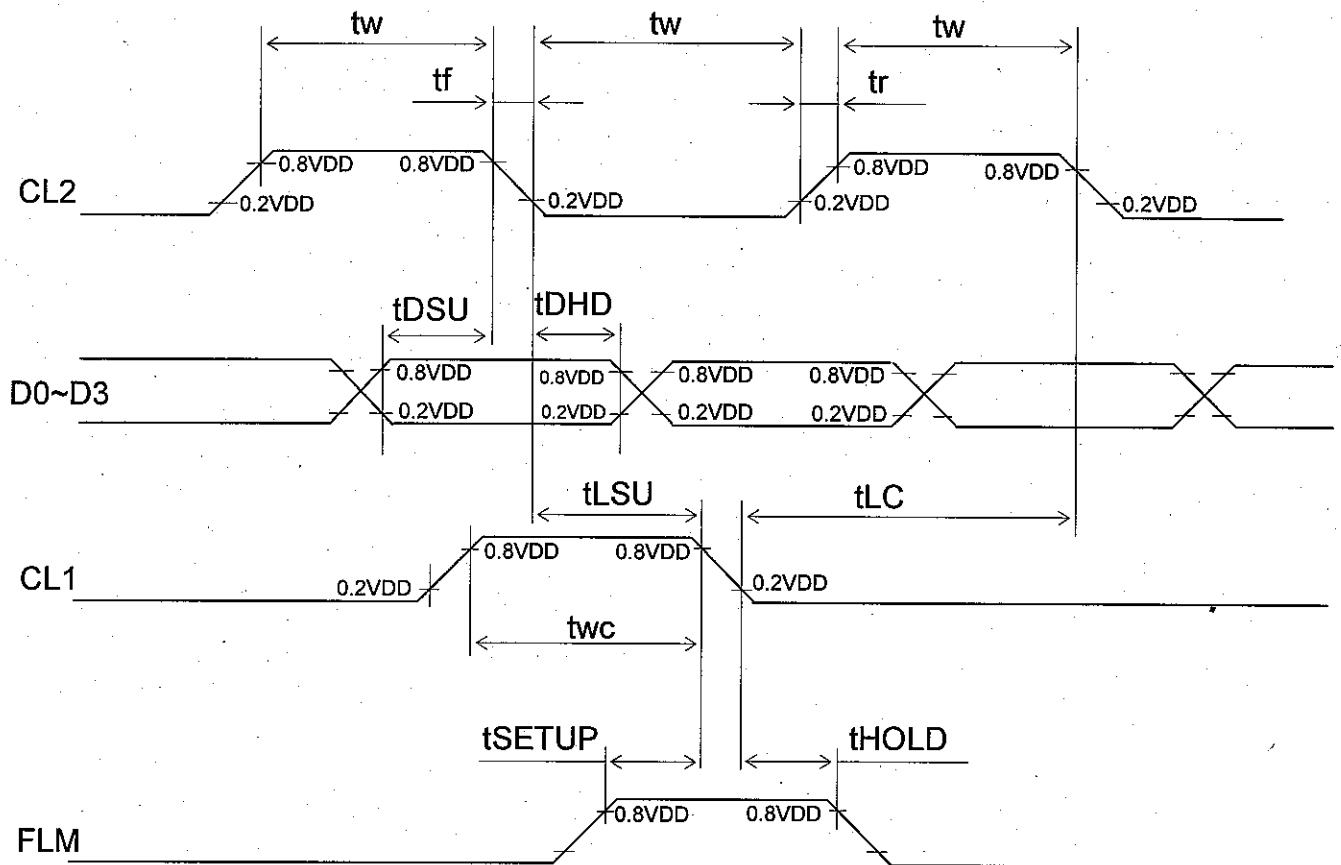 tw tw tw
tf tr
0.8VDD 0.8VDD 0.8VDD 0.8VDD
CL2 0.2VDD 0.2VDD 0.2VDD 0.2VDD
tDSU tDHD
0.8VDD 0.8VDD 0.8VDD 0.8VDD
D0~D3
0.2VDD 0.2VDD 0.2VDD 0.2VDD
tLSU tLC
0.8VDD 0.8VDD
CL1 0.2VDD 0.2VDD
twc
tSETUP tHOLD
0.8VDD 0.8VDD
FLM